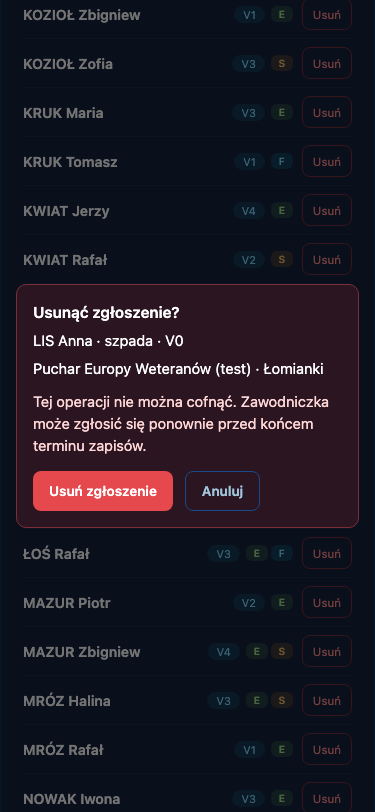 KOZIOŁ Zbigniew V1 E Usuń
KOZIOŁ Zofia V3 S Usuń
KRUK Maria V3 E Usuń
KRUK Tomasz V1 F Usuń
KWIAT Jerzy V4 E Usuń
KWIAT Rafał V2 S Usuń
Usunąć zgłoszenie?
LIS Anna · szpada · V0
Puchar Europy Weteranów (test) · Łomianki
Tej operacji nie można cofnąć. Zawodniczka
może zgłosić się ponownie przed końcem
terminu zapisów.
Usuń zgłoszenie Anuluj
ŁOŚ Rafał V3 E F Usuń
MAZUR Piotr V2 E Usuń
MAZUR Zbigniew V4 E S Usuń
MRÓZ Halina V3 E S Usuń
MRÓZ Rafał V1 E Usuń
NOWAK Iwona V3 E Usuń